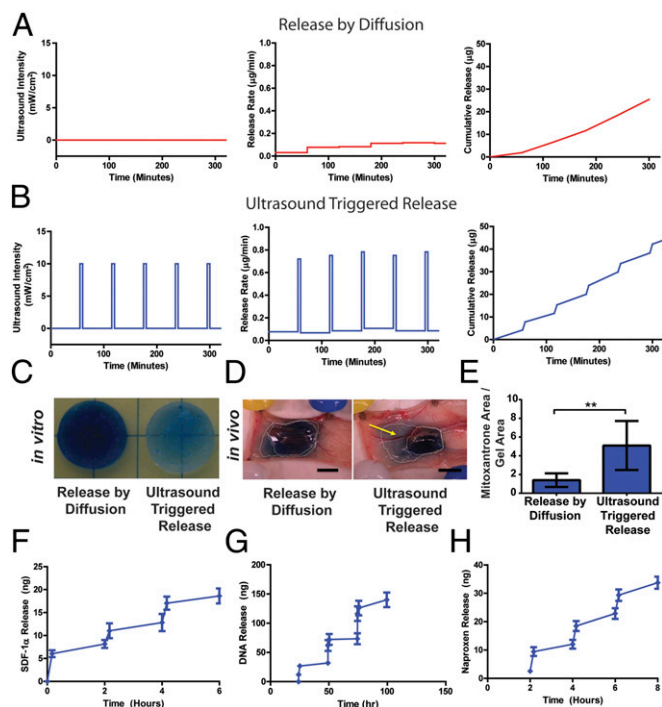 A
Release by Diffusion
Ultrasound Intensity
(mW/cm²)
15
10
5
0
0 100 200 300
Time (Minutes)
Release Rate (µg/min)
1.0
0.8
0.6
0.4
0.2
0.0
0 100 200 300
Time (Minutes)
Cumulative Release (µg)
50
40
30
20
10
0
0 100 200 300
Time (Minutes)
B
Ultrasound Triggered Release
Ultrasound Intensity
(mW/cm²)
15
10
5
0
0 100 200 300
Time (Minutes)
Release Rate (µg/min)
1.0
0.8
0.6
0.4
0.2
0.0
0 100 200 300
Time (Minutes)
Cumulative Release (µg)
50
40
30
20
10
0
0 100 200 300
Time (Minutes)
C
in vitro
Release by
Diffusion
Ultrasound
Triggered
Release
D
in vivo
Release by
Diffusion
Ultrasound
Triggered
Release
E
Mitoxantrone Area /
Gel Area
10
8
6
4
2
0
**
Release by
Diffusion
Ultrasound
Triggered
Release
F
SDF-1α Release (ng)
25
20
15
10
5
0
0 2 4 6
Time (Hours)
G
DNA Release (ng)
200
150
100
50
0
0 50 100 150
Time (hr)
H
Naproxen Release (ng)
40
30
20
10
0
0 2 4 6 8
Time (Hours)